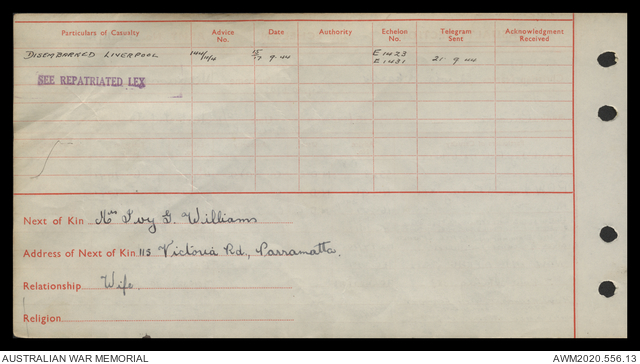 Particulars of Casualty Advice No. Date Authority Echelon No. Telegram Sent Acknowledgment Received
DISEMBARKED LIVERPOOL 15/17 9.44 E1423 E1431 21.9.44
SEE REPATRIATED LEX
Next of Kin Mrs Ivy G. Williams
Address of Next of Kin 115 Victoria Rd., Parramatta.
Relationship Wife.
Religion
AUSTRALIAN WAR MEMORIAL AWM2020.556.13